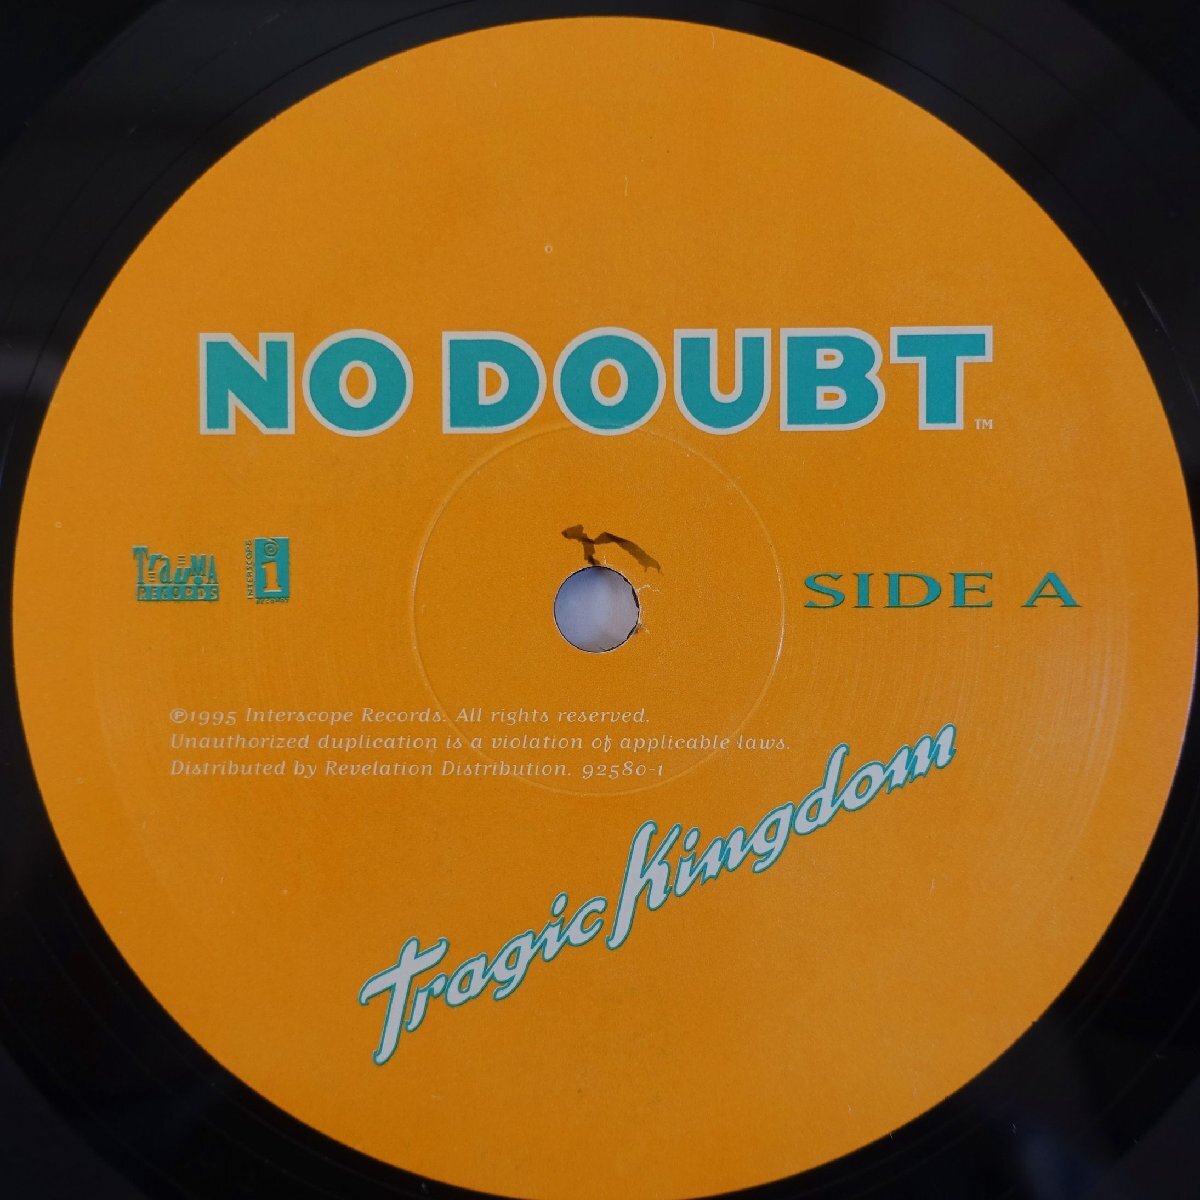 NO DOUBT™
Trauma
RECORDS
INTERSCOPE
i
RECORDS
SIDE A
℗1995 Interscope Records. All rights reserved.
Unauthorized duplication is a violation of applicable laws.
Distributed by Revelation Distribution. 92580-1
Tragic Kingdom